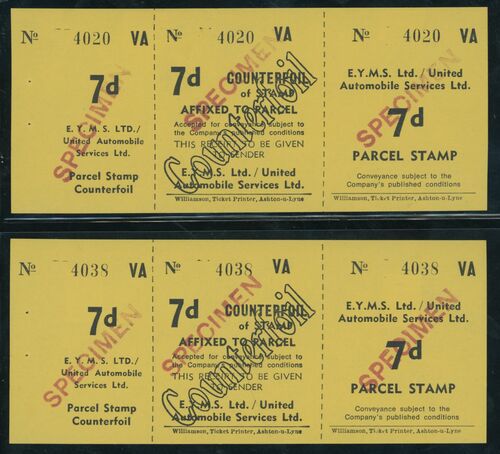 No 4020 VA
7d
SPECIMEN
E. Y. M. S. LTD./
United Automobile
Services Ltd.
Parcel Stamp
Counterfoil
No 4020 VA
7d COUNTERFOIL
of STAMP
AFFIXED TO PARCEL
Accepted for conveyance subject to
the Company's published conditions
THIS RECEIPT TO BE GIVEN
TO SENDER
E.Y.M.S. Ltd./United
Automobile Services Ltd.
Williamson, Ticket Printer, Ashton-u-Lyne
Counterfoil
No 4020 VA
E.Y.M.S. Ltd./United
Automobile Services Ltd.
7d
SPECIMEN
PARCEL STAMP
Conveyance subject to the
Company's published conditions
Williamson, Ticket Printer, Ashton-u-Lyne
No 4038 VA
7d
SPECIMEN
E. Y. M. S. LTD./
United Automobile
Services Ltd.
Parcel Stamp
Counterfoil
No 4038 VA
7d COUNTERFOIL
of STAMP
AFFIXED TO PARCEL
Accepted for conveyance subject to
the Company's published conditions
THIS RECEIPT TO BE GIVEN
TO SENDER
E.Y.M.S. Ltd./United
Automobile Services Ltd.
Williamson, Ticket Printer, Ashton-u-Lyne
SPECIMEN
Counterfoil
No 4038 VA
E.Y.M.S. Ltd./United
Automobile Services Ltd.
7d
SPECIMEN
PARCEL STAMP
Conveyance subject to the
Company's published conditions
Williamson, Ticket Printer, Ashton-u-Lyne